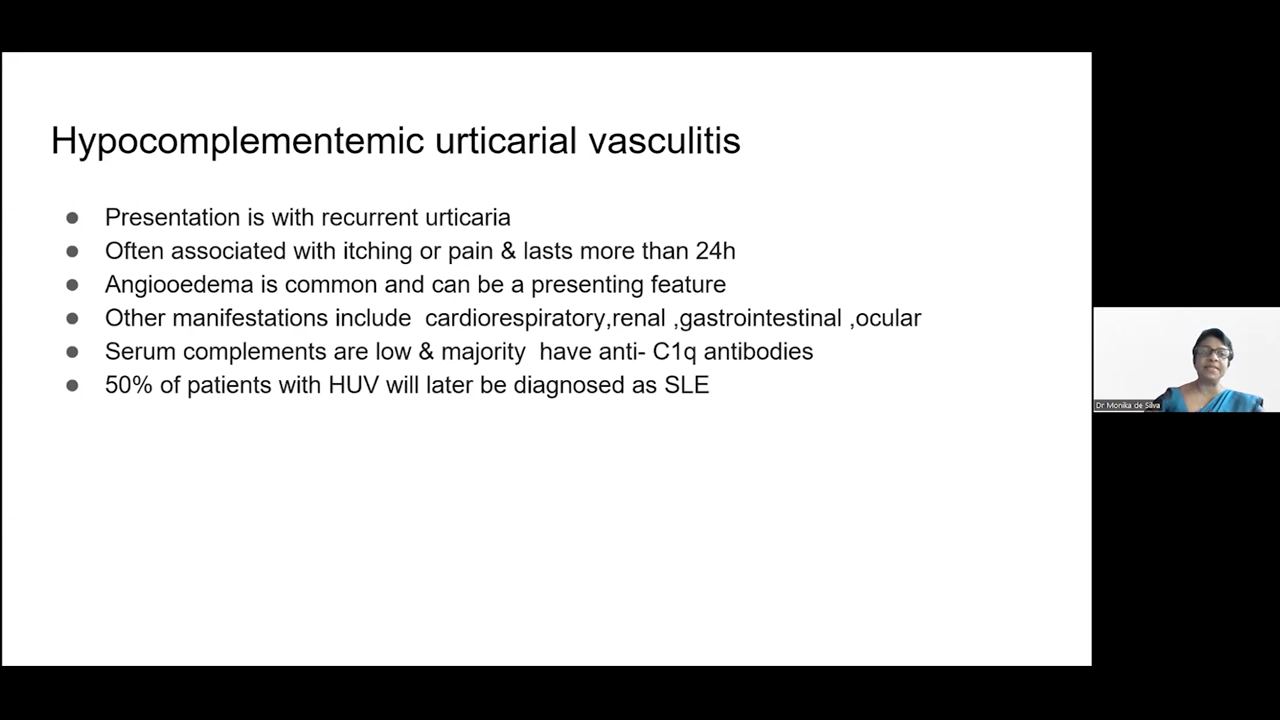 Hypocomplementemic urticarial vasculitis
● Presentation is with recurrent urticaria
● Often associated with itching or pain & lasts more than 24h
● Angiooedema is common and can be a presenting feature
● Other manifestations include  cardiorespiratory,renal ,gastrointestinal ,ocular
● Serum complements are low & majority  have anti- C1q antibodies
● 50% of patients with HUV will later be diagnosed as SLE
Dr Monika de Silva